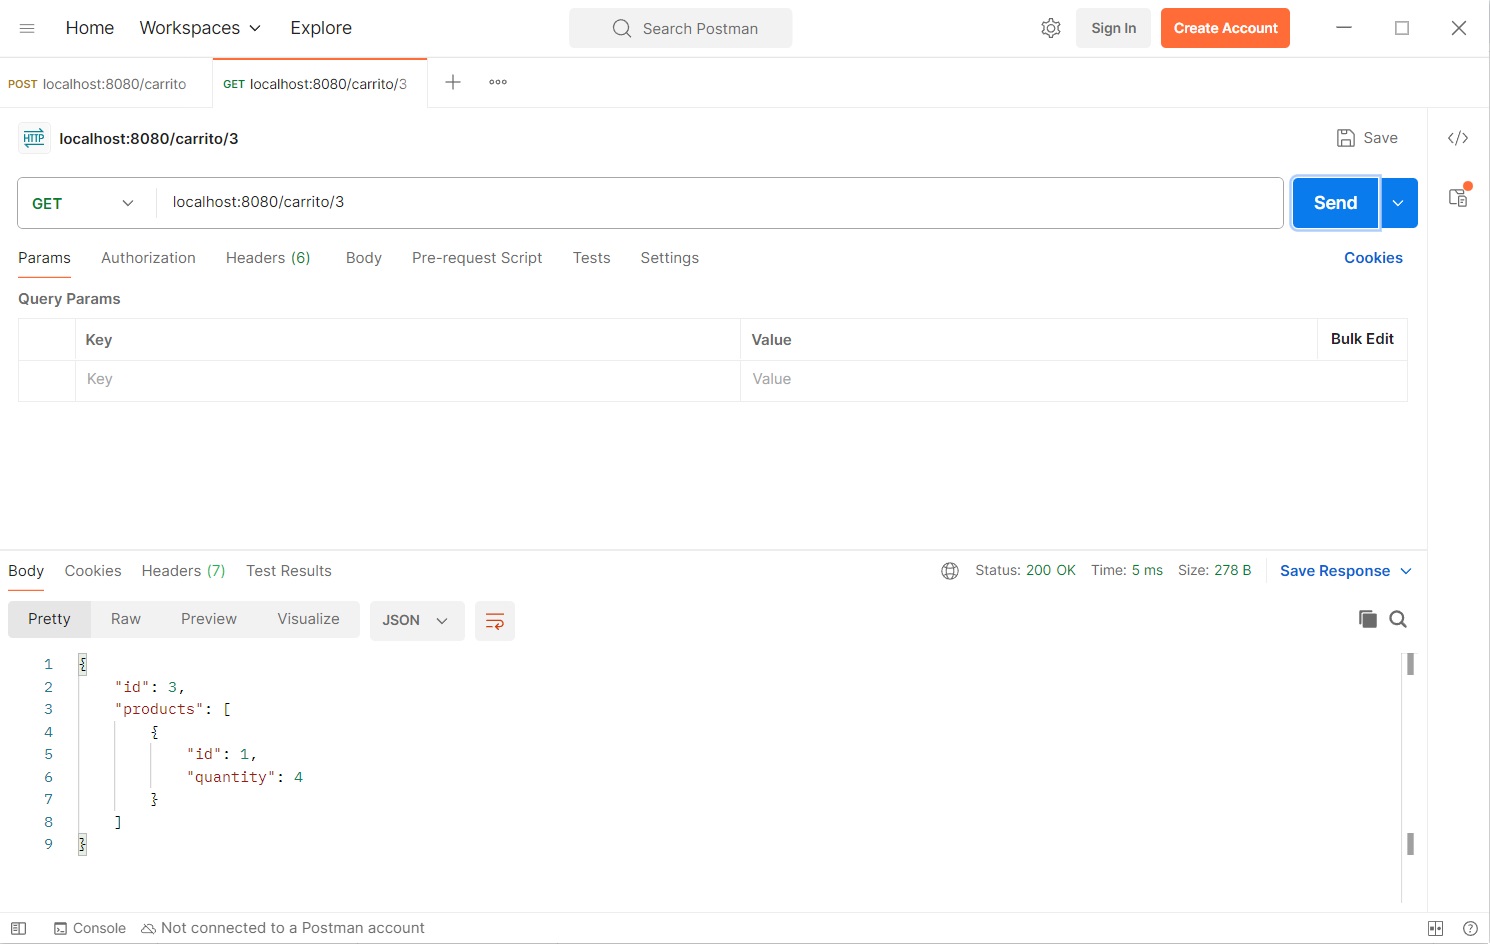 Home Workspaces Explore Search Postman Sign In Create Account
POST localhost:8080/carrito GET localhost:8080/carrito/3
HTTP localhost:8080/carrito/3 Save
GET localhost:8080/carrito/3 Send
Params Authorization Headers (6) Body Pre-request Script Tests Settings Cookies
Query Params
Key Value Bulk Edit
Key Value
Body Cookies Headers (7) Test Results Status: 200 OK Time: 5 ms Size: 278 B Save Response
Pretty Raw Preview Visualize JSON
1 {
2 "id": 3,
3 "products": [
4 {
5 "id": 1,
6 "quantity": 4
7 }
8 ]
9 }
Console Not connected to a Postman account